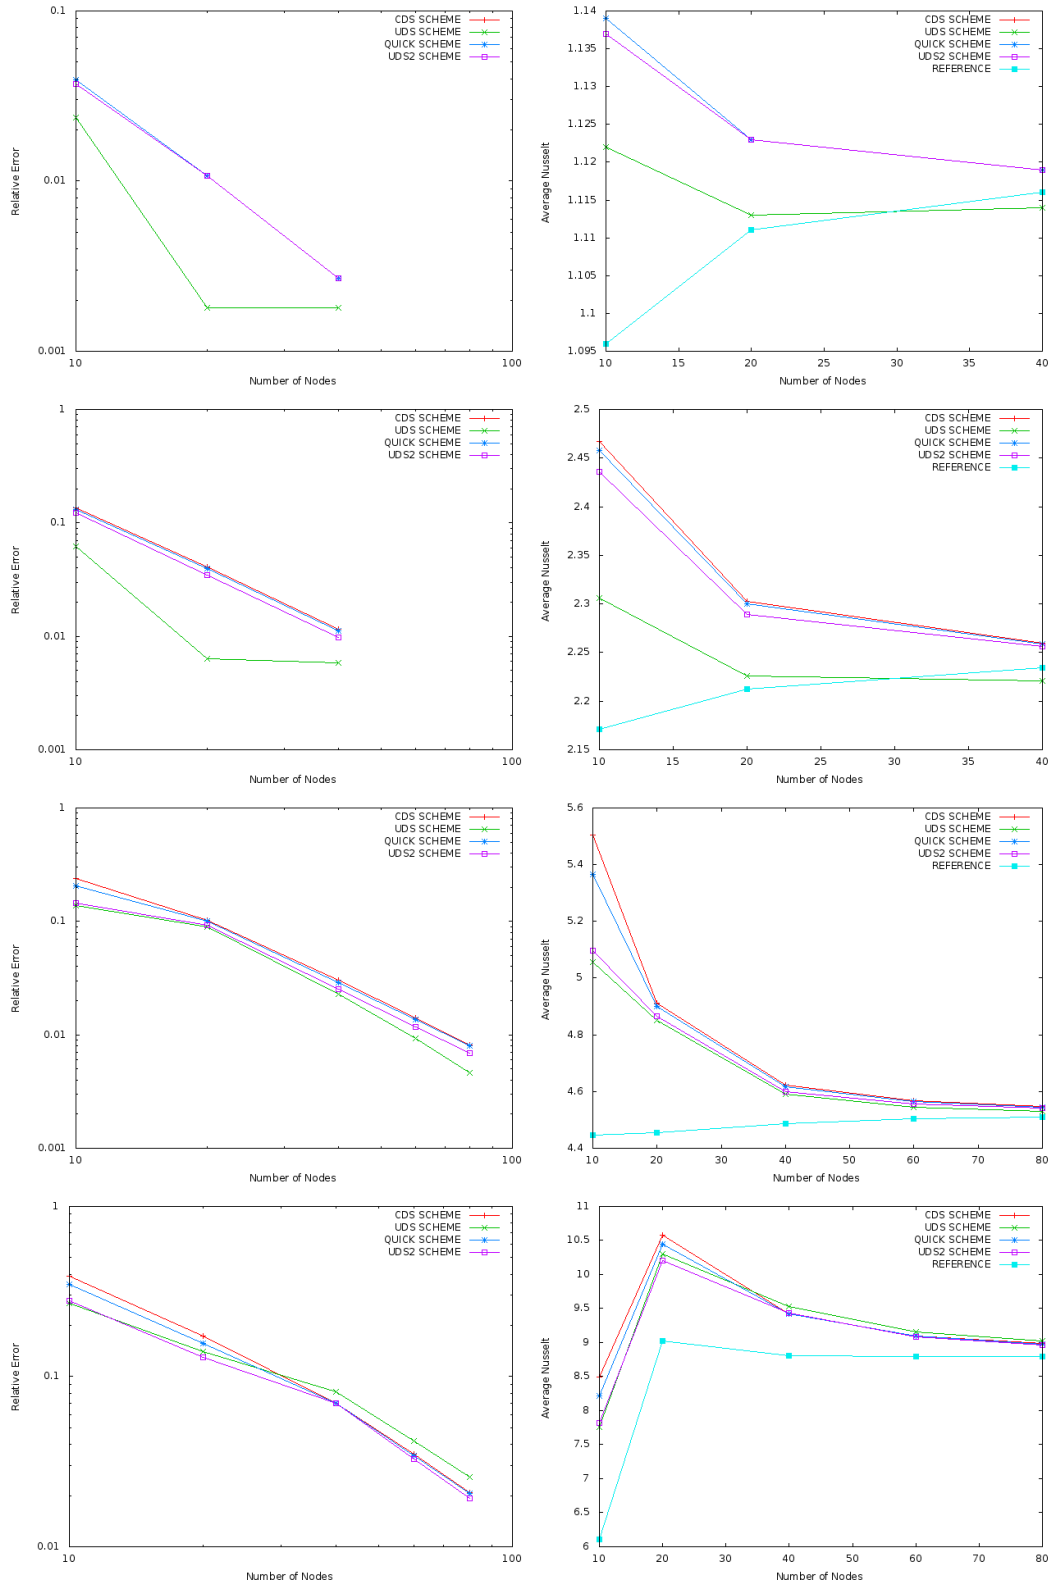 0.1
0.01
0.001
10
100
Relative Error
Number of Nodes
CDS SCHEME
UDS SCHEME
QUICK SCHEME
UDS2 SCHEME
1.14
1.135
1.13
1.125
1.12
1.115
1.11
1.105
1.1
1.095
10 15 20 25 30 35 40
Average Nusselt
Number of Nodes
CDS SCHEME
UDS SCHEME
QUICK SCHEME
UDS2 SCHEME
REFERENCE
1
0.1
0.01
0.001
10
100
Relative Error
Number of Nodes
CDS SCHEME
UDS SCHEME
QUICK SCHEME
UDS2 SCHEME
2.5
2.45
2.4
2.35
2.3
2.25
2.2
2.15
10 15 20 25 30 35 40
Average Nusselt
Number of Nodes
CDS SCHEME
UDS SCHEME
QUICK SCHEME
UDS2 SCHEME
REFERENCE
1
0.1
0.01
0.001
10
100
Relative Error
Number of Nodes
CDS SCHEME
UDS SCHEME
QUICK SCHEME
UDS2 SCHEME
5.6
5.4
5.2
5
4.8
4.6
4.4
10 20 30 40 50 60 70 80
Average Nusselt
Number of Nodes
CDS SCHEME
UDS SCHEME
QUICK SCHEME
UDS2 SCHEME
REFERENCE
1
0.1
0.01
10
100
Relative Error
Number of Nodes
CDS SCHEME
UDS SCHEME
QUICK SCHEME
UDS2 SCHEME
11
10.5
10
9.5
9
8.5
8
7.5
7
6.5
6
10 20 30 40 50 60 70 80
Average Nusselt
Number of Nodes
CDS SCHEME
UDS SCHEME
QUICK SCHEME
UDS2 SCHEME
REFERENCE